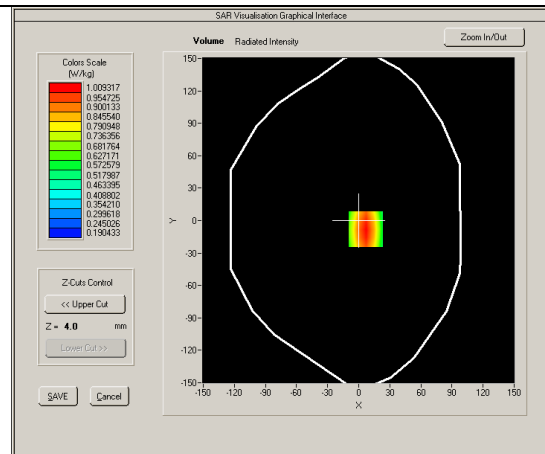 SAR Visualisation Graphical Interface
Volume Radiated Intensity
Zoom In/Out
Colors Scale
(W/kg)
1.009317
0.954725
0.900133
0.845540
0.790948
0.736356
0.681764
0.627171
0.572579
0.517987
0.463395
0.408802
0.354210
0.299618
0.245026
0.190433
Z-Cuts Control
<< Upper Cut
Z = 4.0 mm
Lower Cut >>
SAVE Cancel
150
120
90
60
30
0
-30
-60
-90
-120
-150
Y
-150 -120 -90 -60 -30 0 30 60 90 120 150
X